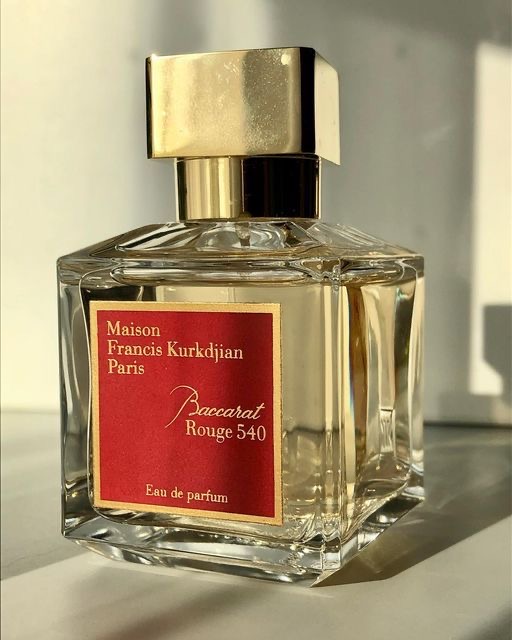 Maison
Francis Kurkdjian
Paris
Baccarat
Rouge 540
Eau de parfum